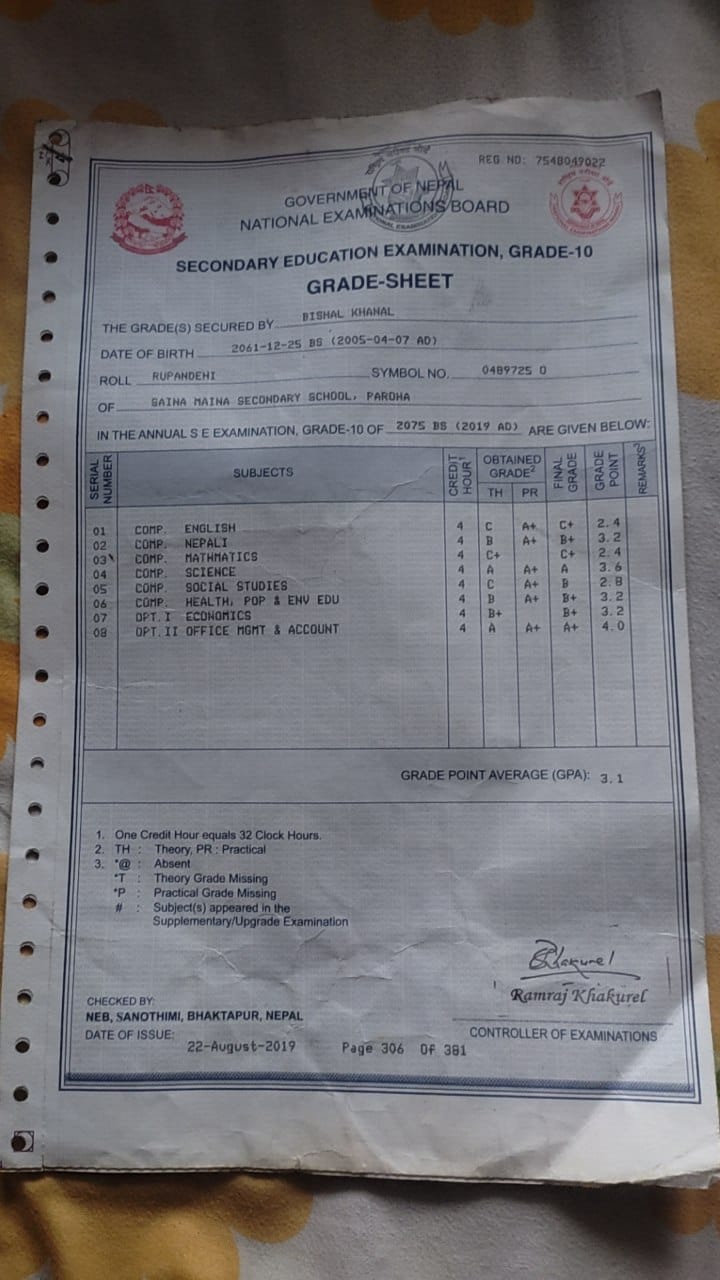 REG NO: 7548049022
GOVERNMENT OF NEPAL
NATIONAL EXAMINATIONS BOARD
SECONDARY EDUCATION EXAMINATION, GRADE-10
GRADE-SHEET
THE GRADE(S) SECURED BY BISHAL KHANAL
DATE OF BIRTH 2061-12-25 BS (2005-04-07 AD)
ROLL RUPANDEHI SYMBOL NO. 0489725 O
OF SAINA MAINA SECONDARY SCHOOL, PAROHA
IN THE ANNUAL S E EXAMINATION, GRADE-10 OF 2075 BS (2019 AD) ARE GIVEN BELOW:
SERIAL NUMBER SUBJECTS CREDIT HOUR¹ OBTAINED GRADE² FINAL GRADE GRADE POINT REMARKS³
TH PR
01 COMP. ENGLISH 4 C A+ C+ 2.4
02 COMP. NEPALI 4 B A+ B+ 3.2
03 COMP. MATHMATICS 4 C+ C+ 2.4
04 COMP. SCIENCE 4 A A+ A 3.6
05 COMP. SOCIAL STUDIES 4 C A+ B 2.8
06 COMP. HEALTH, POP & ENV EDU 4 B A+ B+ 3.2
07 OPT.I ECONOMICS 4 B+ B+ 3.2
08 OPT.II OFFICE MGMT & ACCOUNT 4 A A+ A+ 4.0
GRADE POINT AVERAGE (GPA): 3.1
1. One Credit Hour equals 32 Clock Hours.
2. TH : Theory, PR : Practical
3. *@ : Absent
*T : Theory Grade Missing
*P : Practical Grade Missing
# : Subject(s) appeared in the
Supplementary/Upgrade Examination
Ramraj Khakurel
CHECKED BY:
NEB, SANOTHIMI, BHAKTAPUR, NEPAL
CONTROLLER OF EXAMINATIONS
DATE OF ISSUE:
22-August-2019 Page 306 Of 381